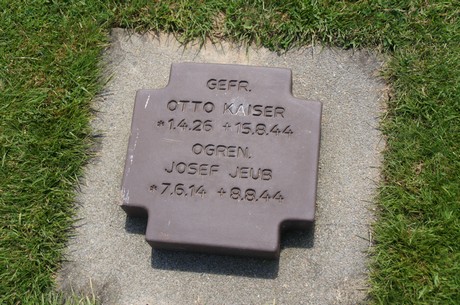 GEFR.
OTTO KAISER
*1.4.26 +15.8.44
OGREN.
JOSEF JEUB
*7.6.14 +8.8.44